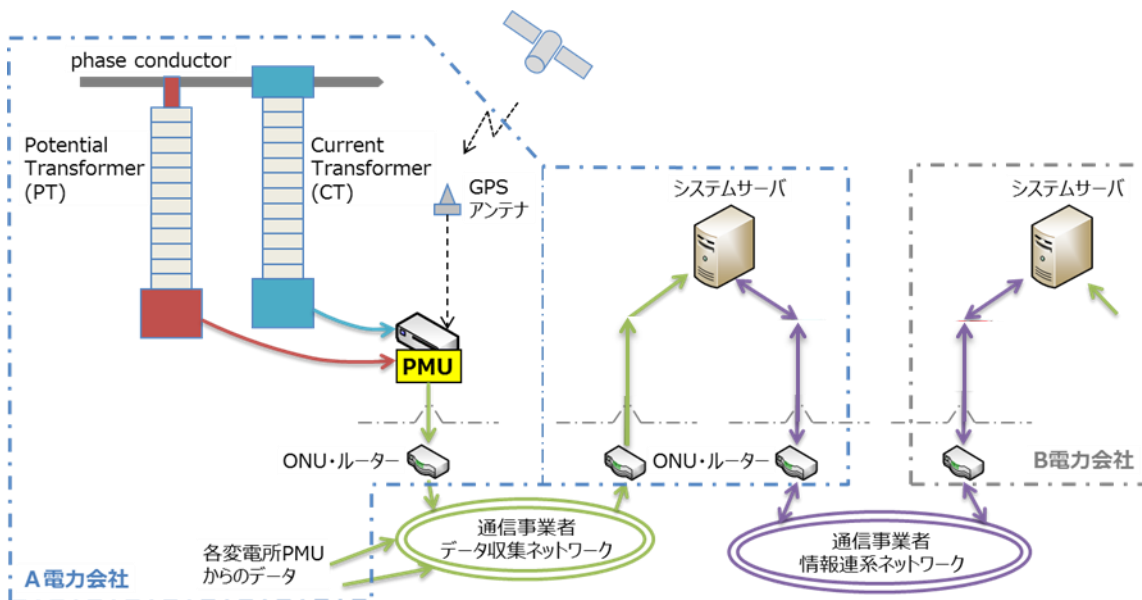 phase conductor
Potential
Transformer
(PT)
Current
Transformer
(CT)
GPS
アンテナ
PMU
ONU・ルーター
各変電所PMU
からのデータ
A電力会社
通信事業者
データ収集ネットワーク
システムサーバ
ONU・ルーター
通信事業者
情報連系ネットワーク
システムサーバ
B電力会社